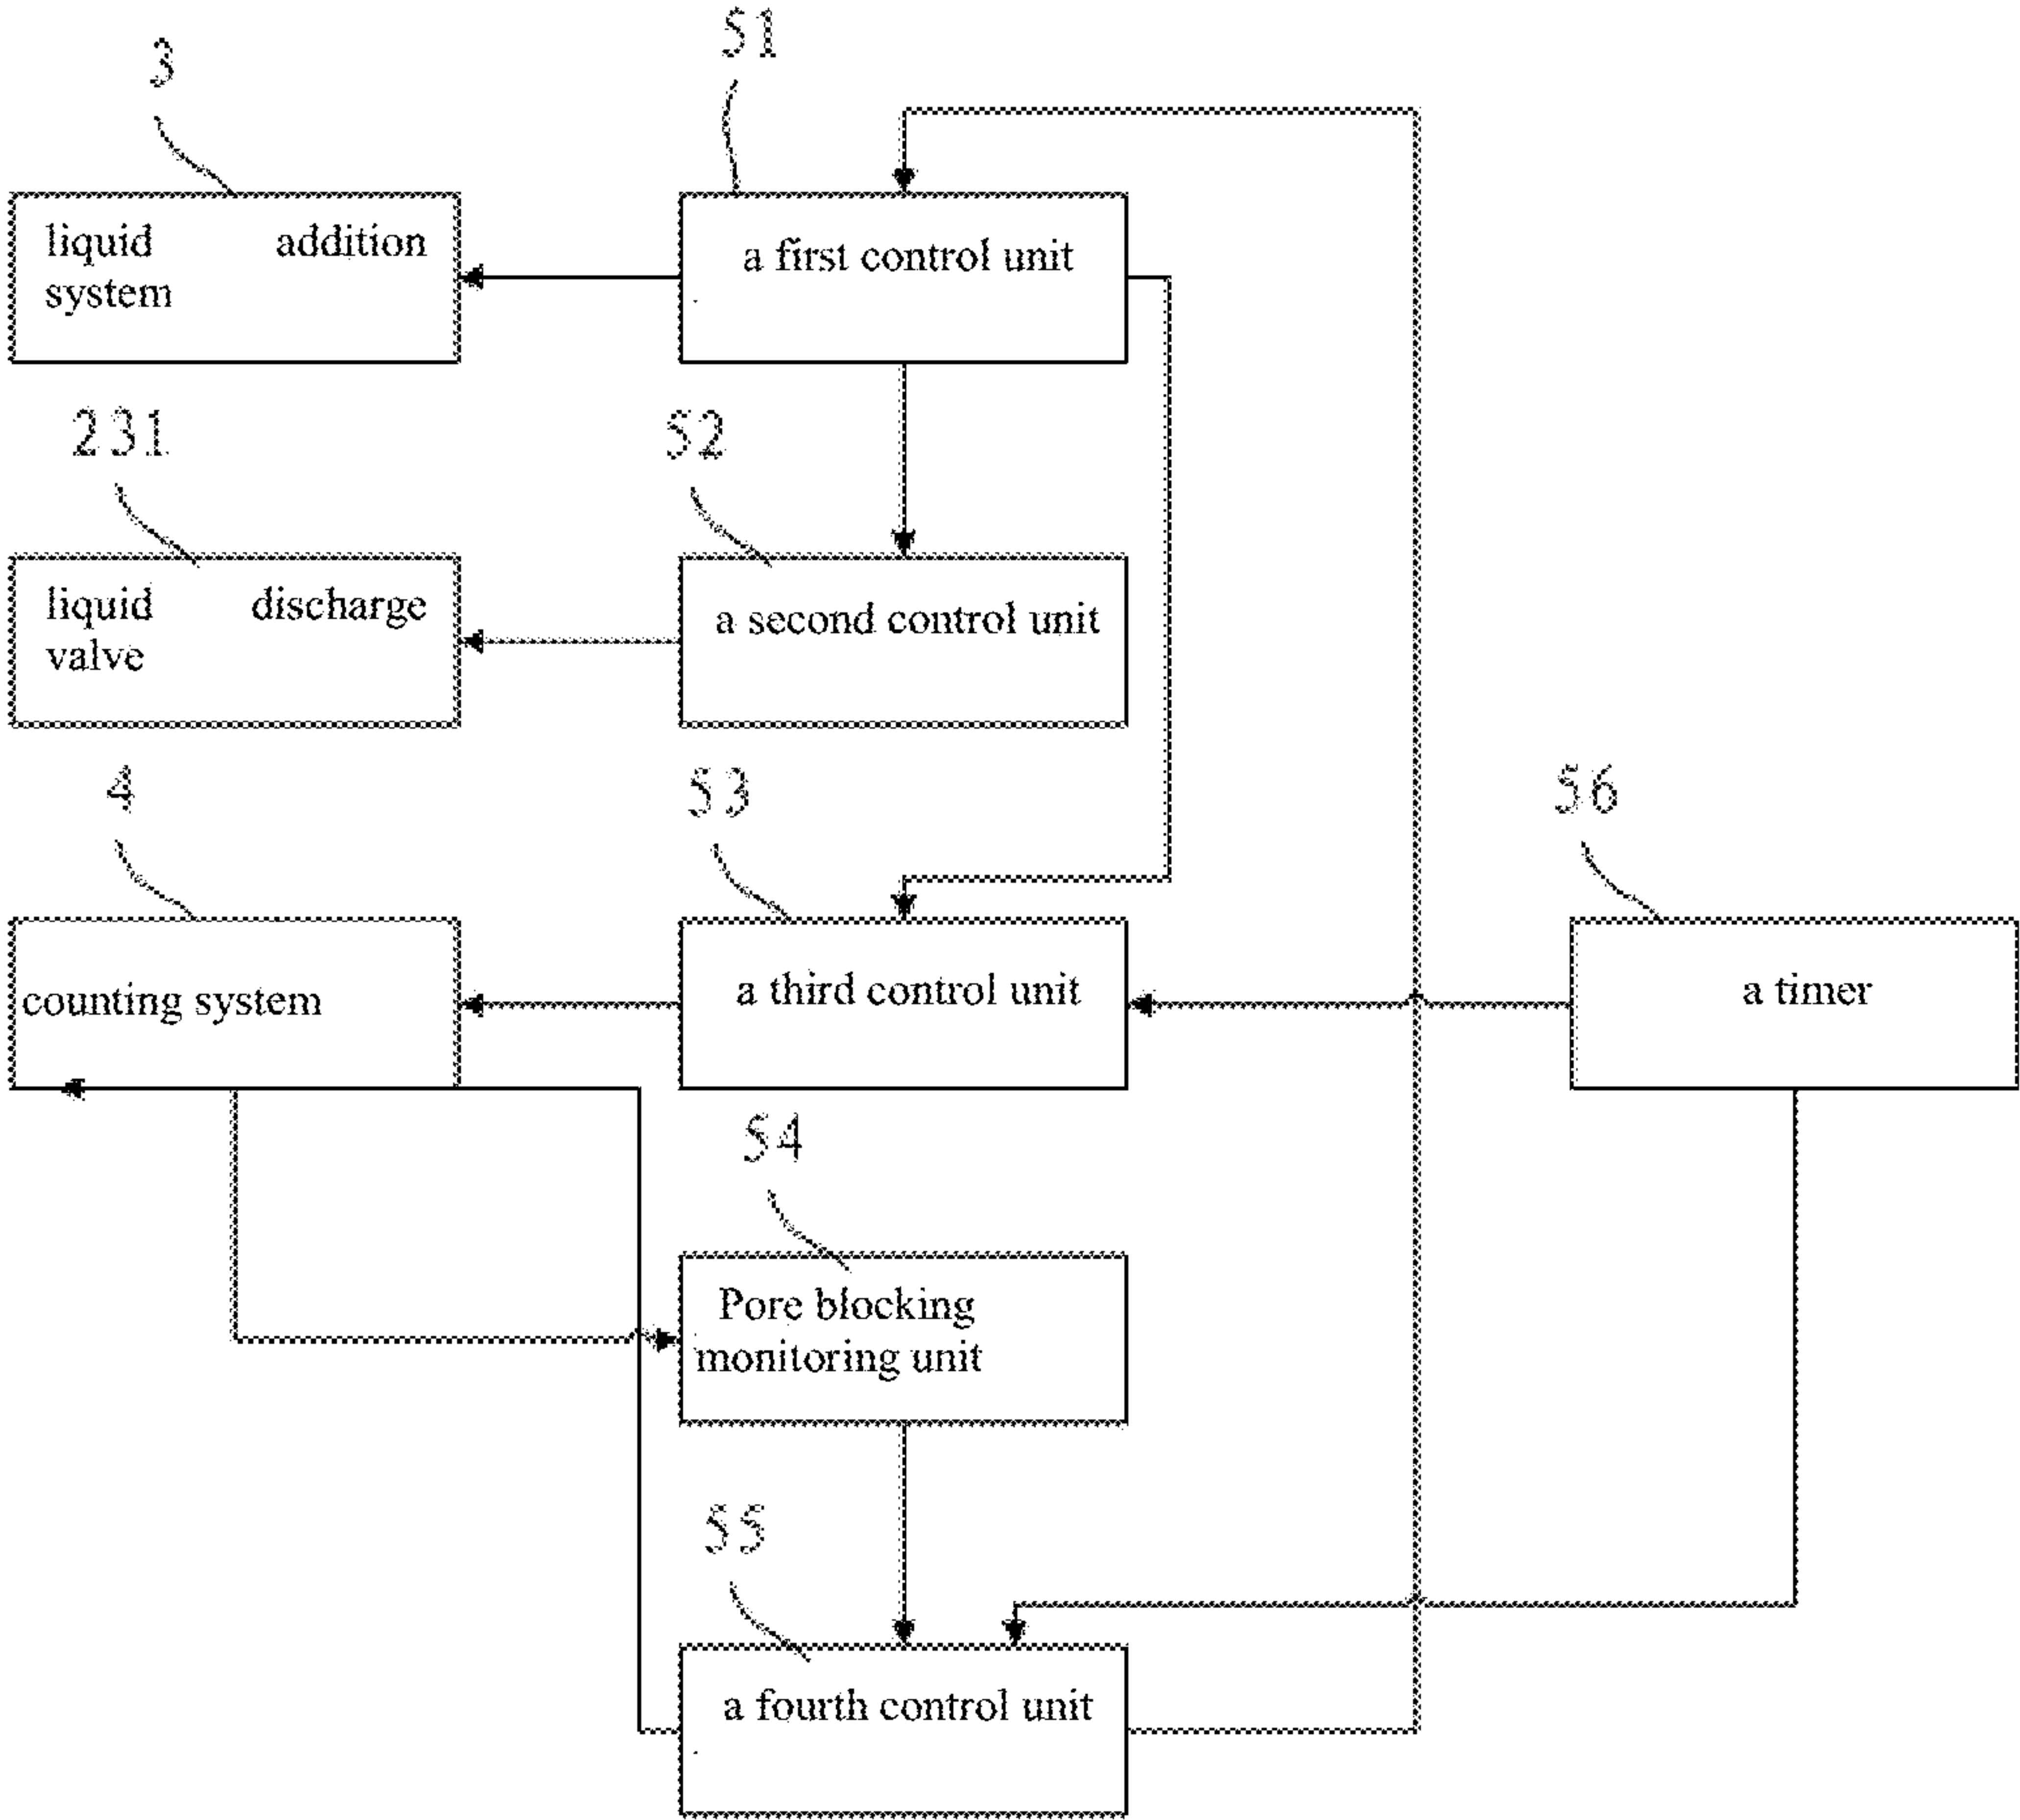 3
51
liquid addition
system
a first control unit
231
52
liquid discharge
valve
a second control unit
4
53
56
counting system
a third control unit
a timer
54
Pore blocking
monitoring unit
55
a fourth control unit